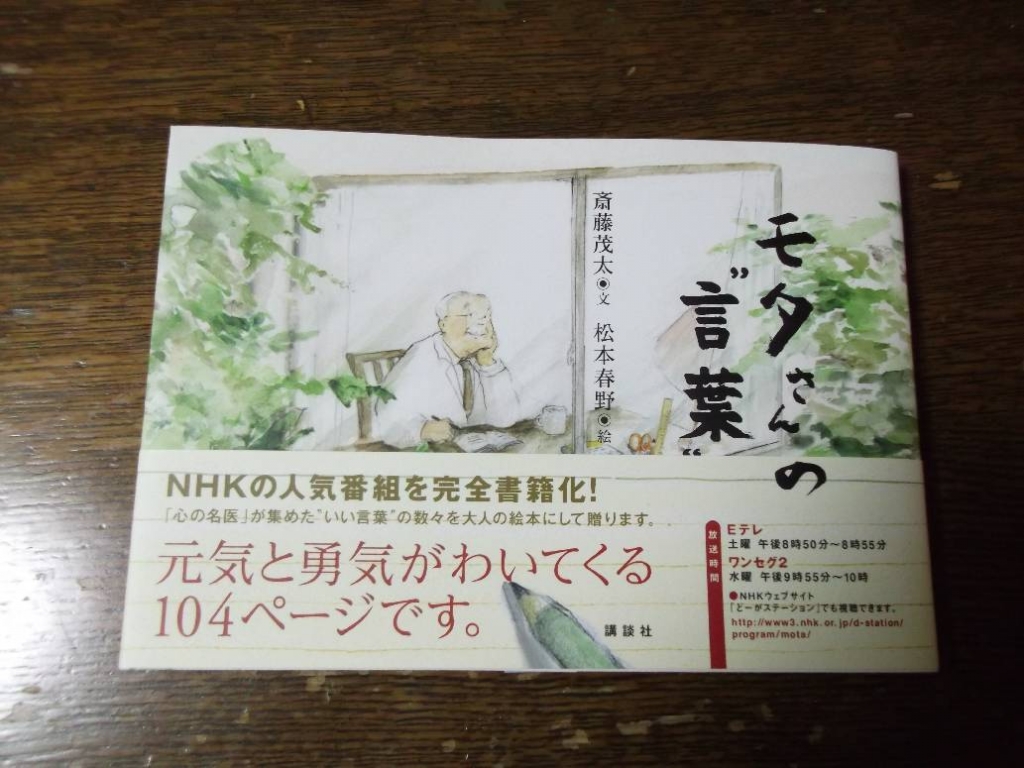 モタさんの
”言葉“
斎藤茂太◉文 松本春野◉絵
NHKの人気番組を完全書籍化!
「心の名医」が集めた“いい言葉”の数々を大人の絵本にして贈ります。
元気と勇気がわいてくる
104ページです。
講談社
放送時間
Eテレ
土曜 午後8時50分〜8時55分
ワンセグ2
水曜 午後9時55分〜10時
●NHKウェブサイト
「どーがステーション」でも視聴できます。
http://www3.nhk.or.jp/d-station/
program/mota/